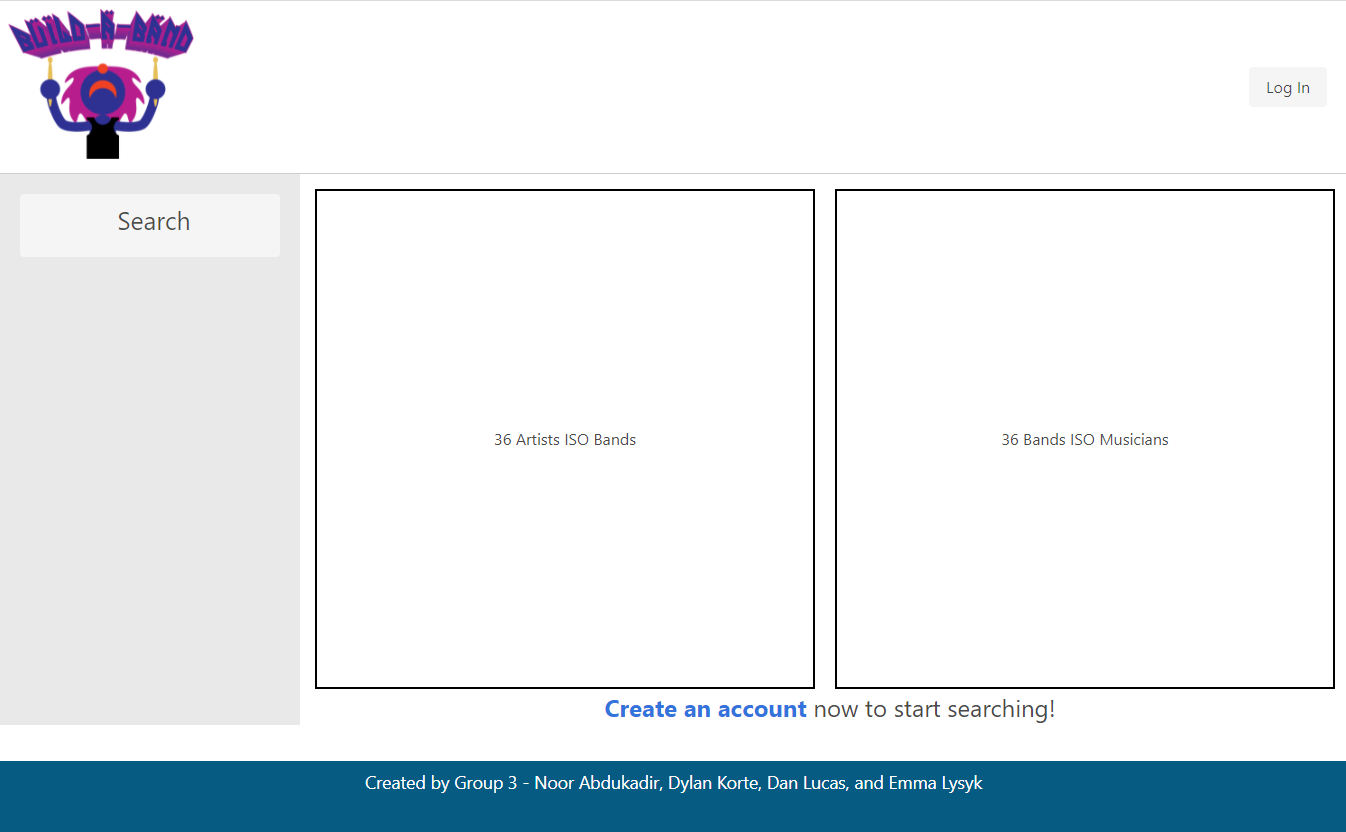 BUILD-A-BAND
Log In
Search
36 Artists ISO Bands
36 Bands ISO Musicians
Create an account now to start searching!
Created by Group 3 - Noor Abdukadir, Dylan Korte, Dan Lucas, and Emma Lysyk